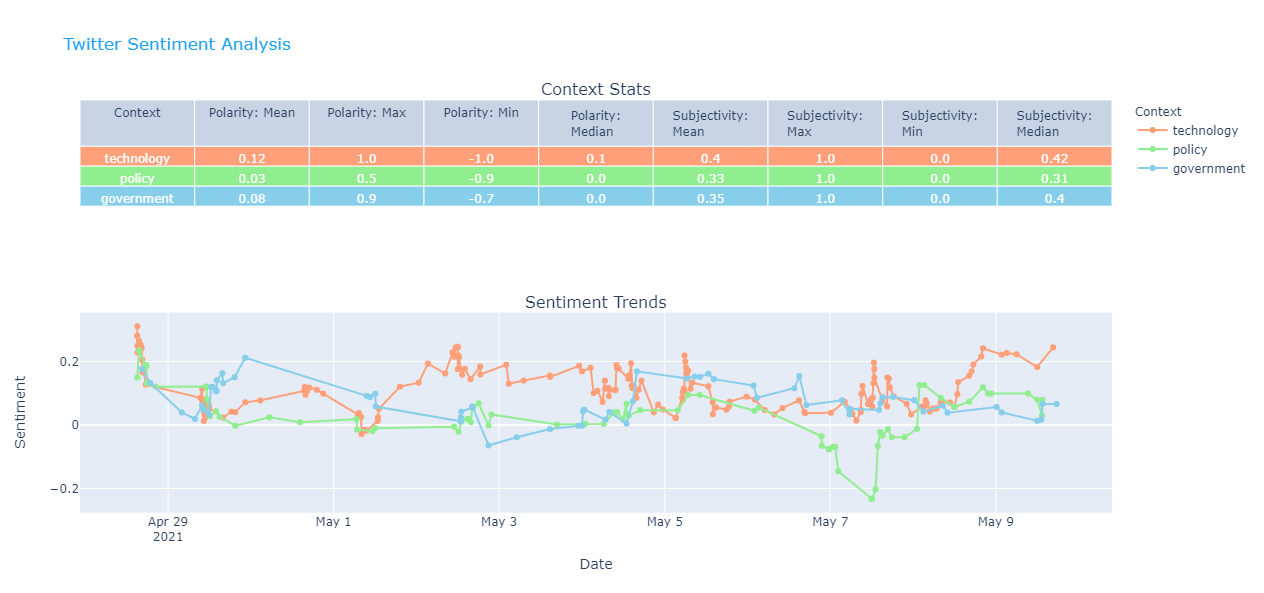 Twitter Sentiment Analysis
Context Stats
Context Polarity: Mean Polarity: Max Polarity: Min Polarity: Median Subjectivity: Mean Subjectivity: Max Subjectivity: Min Subjectivity: Median
technology 0.12 1.0 -1.0 0.1 0.4 1.0 0.0 0.42
policy 0.03 0.5 -0.9 0.0 0.33 1.0 0.0 0.31
government 0.08 0.9 -0.7 0.0 0.35 1.0 0.0 0.4
Context
technology
policy
government
Sentiment Trends
Sentiment
0.2
0
−0.2
Apr 29 May 1 May 3 May 5 May 7 May 9
2021
Date